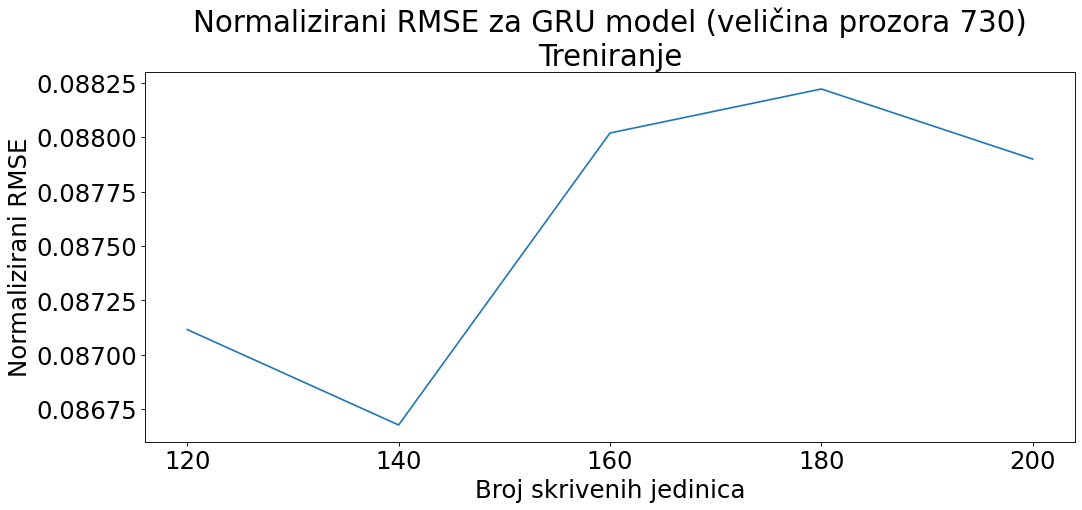 Normalizirani RMSE za GRU model (veličina prozora 730)
Treniranje
Normalizirani RMSE
0.08825
0.08800
0.08775
0.08750
0.08725
0.08700
0.08675
120 140 160 180 200
Broj skrivenih jedinica